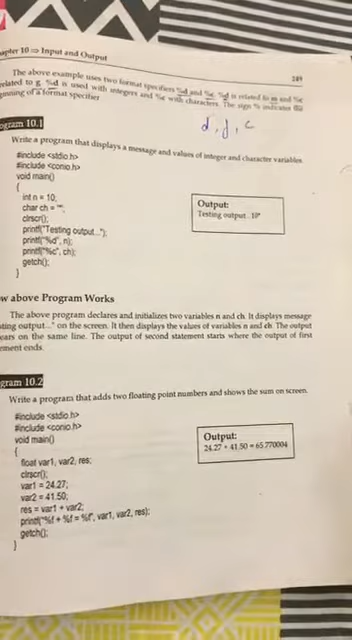 apter 10 ⇒ Input and Output
249
The above example uses two format specifiers %d and %c. %d is related to n and %c
related to g. %d is used with integers and %c with characters. The sign % indicates the
ginning of a format specifier
ogram 10.1
d, f, c
Write a program that displays a message and values of integer and character variables.
#include <stdio.h>
#include <conio.h>
void main()
{
int n = 10;
char ch = '*';
clrscr();
printf("Testing output...");
printf("%d", n);
printf("%c", ch);
getch();
}
Output:
Testing output...10*
w above Program Works
The above program declares and initializes two variables n and ch. It displays message
sting output..." on the screen. It then displays the values of variables n and ch. The output
ears on the same line. The output of second statement starts where the output of first
ement ends.
gram 10.2
Write a program that adds two floating point numbers and shows the sum on screen.
#include <stdio.h>
#include <conio.h>
void main()
{
float var1, var2, res;
clrscr();
var1 = 24.27;
var2 = 41.50;
res = var1 + var2;
printf("%f + %f = %f", var1, var2, res);
getch();
}
Output:
24.27 + 41.50 = 65.770004